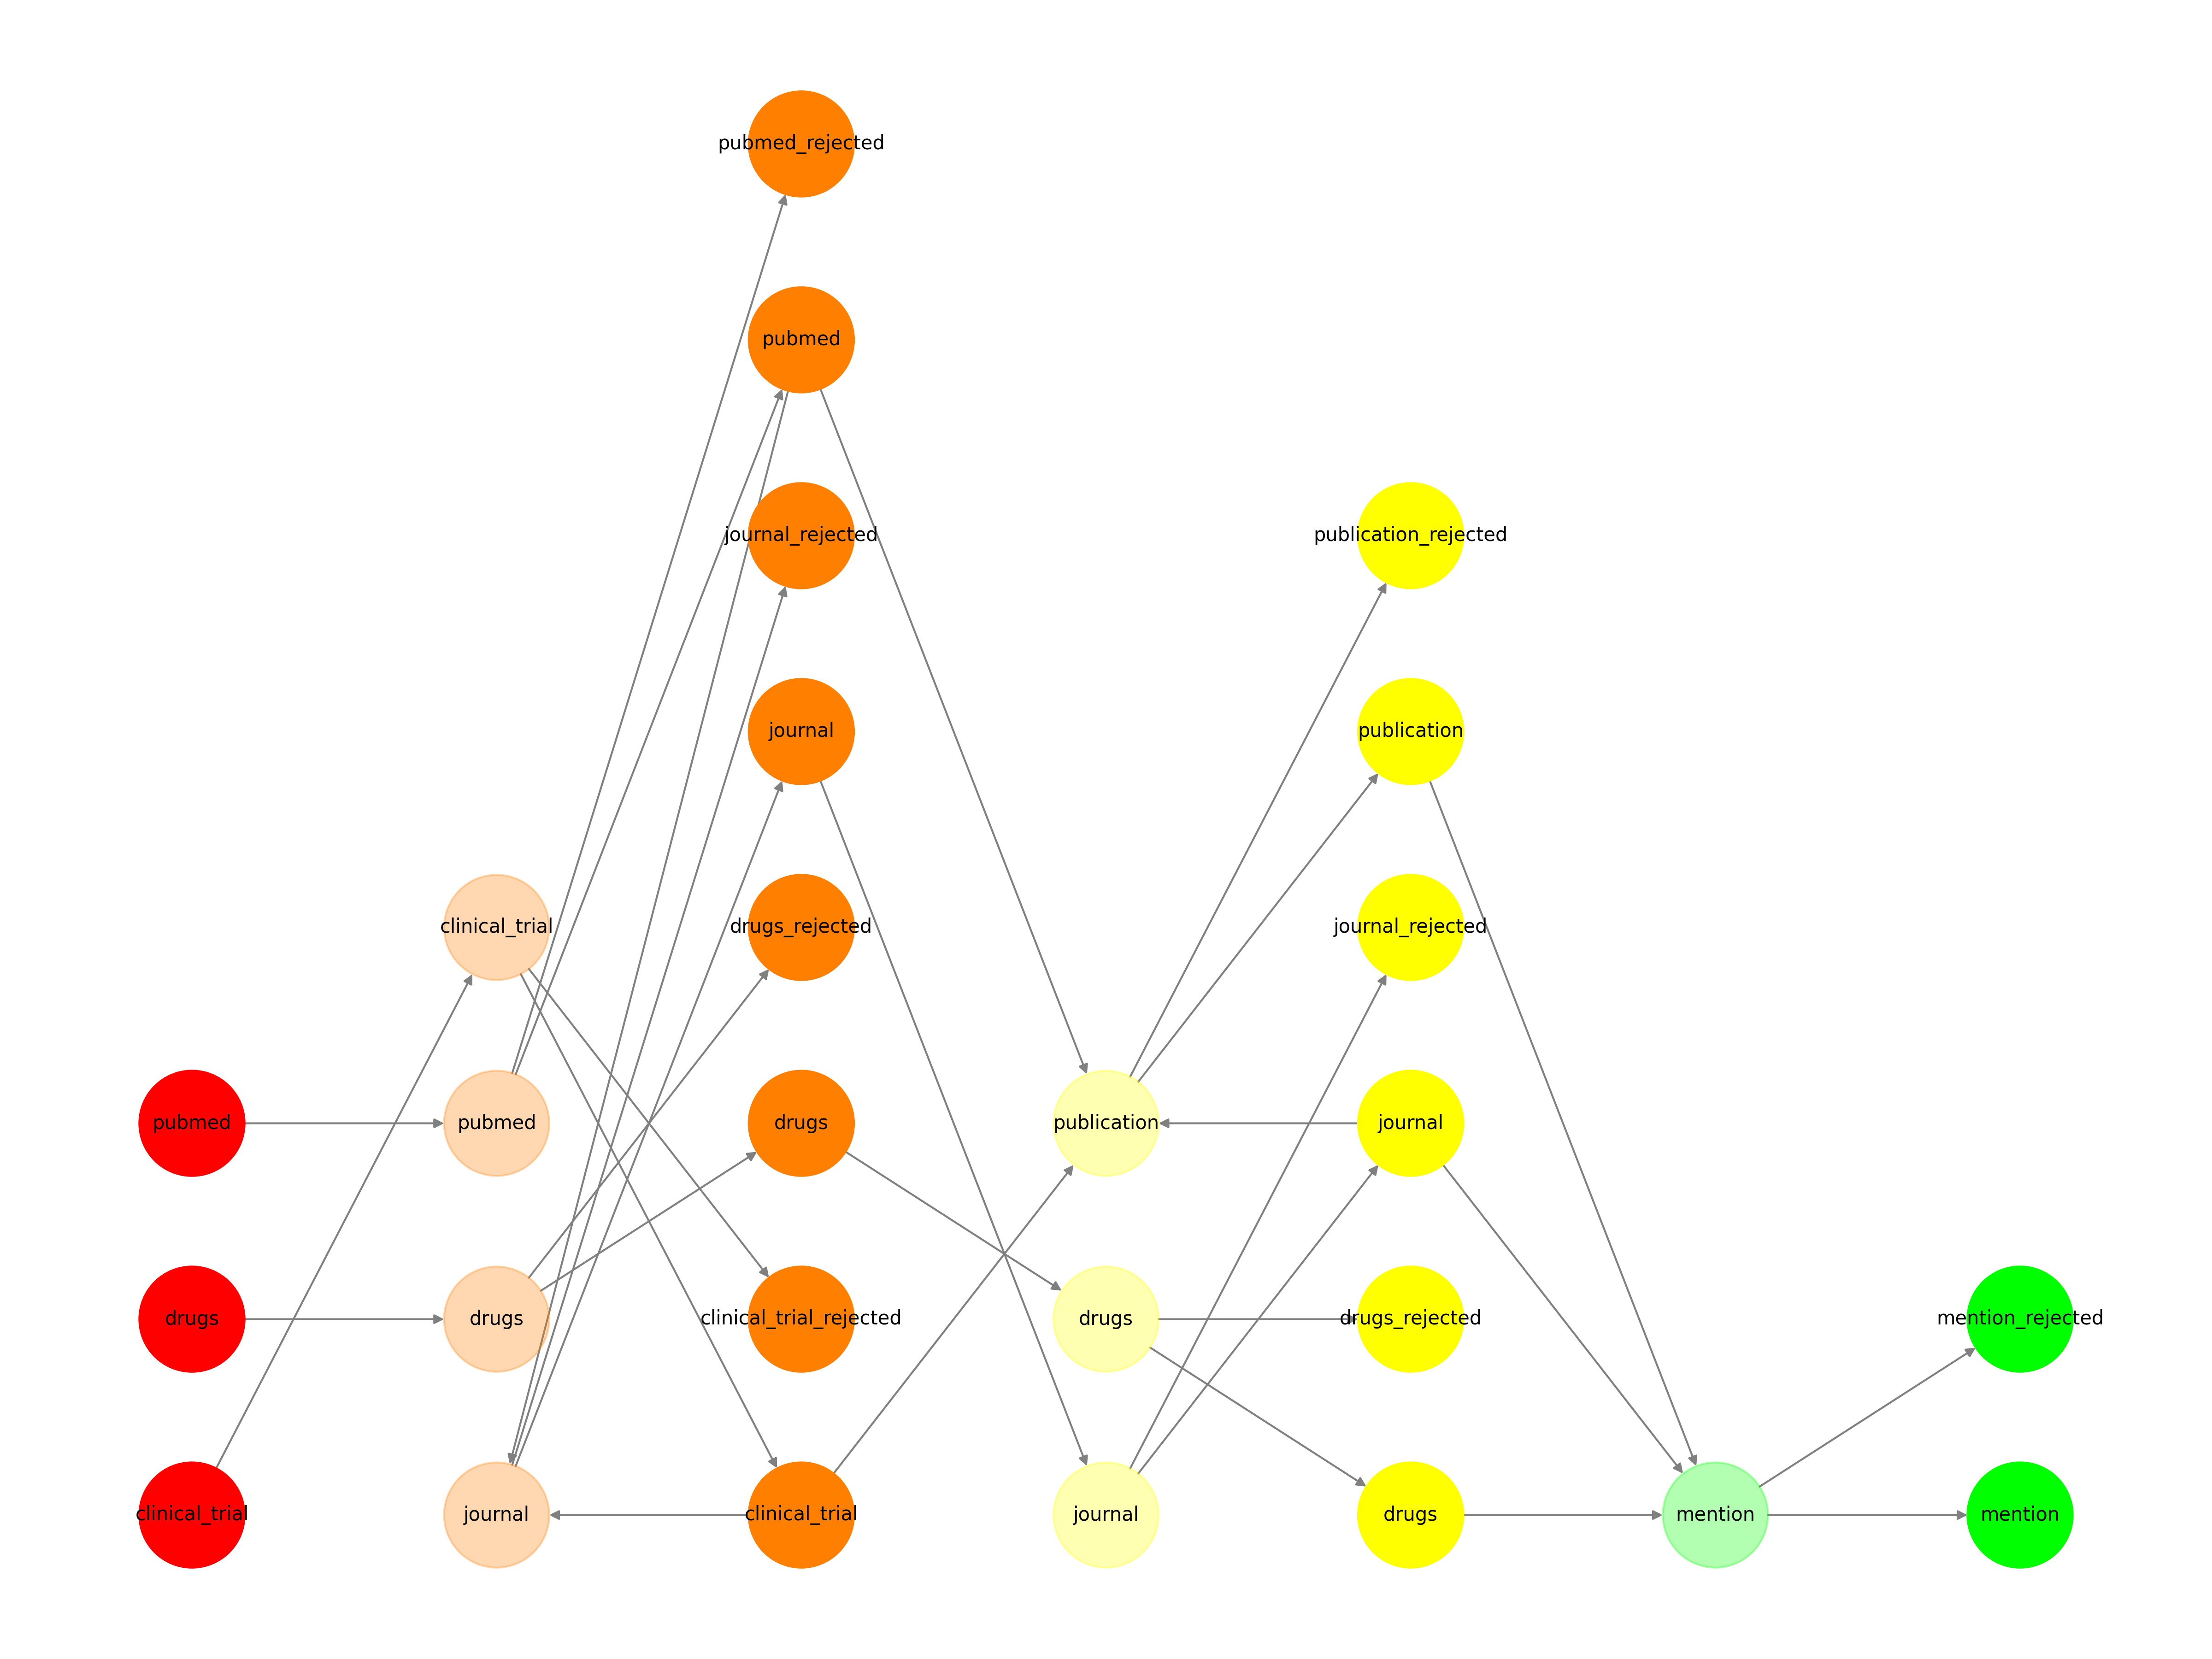 pubmed_rejected
pubmed
journal_rejected
publication_rejected
journal
publication
clinical_trial
drugs_rejected
journal_rejected
pubmed
pubmed
drugs
publication
journal
drugs
drugs
clinical_trial_rejected
drugs
drugs_rejected
mention_rejected
clinical_trial
journal
clinical_trial
journal
drugs
mention
mention